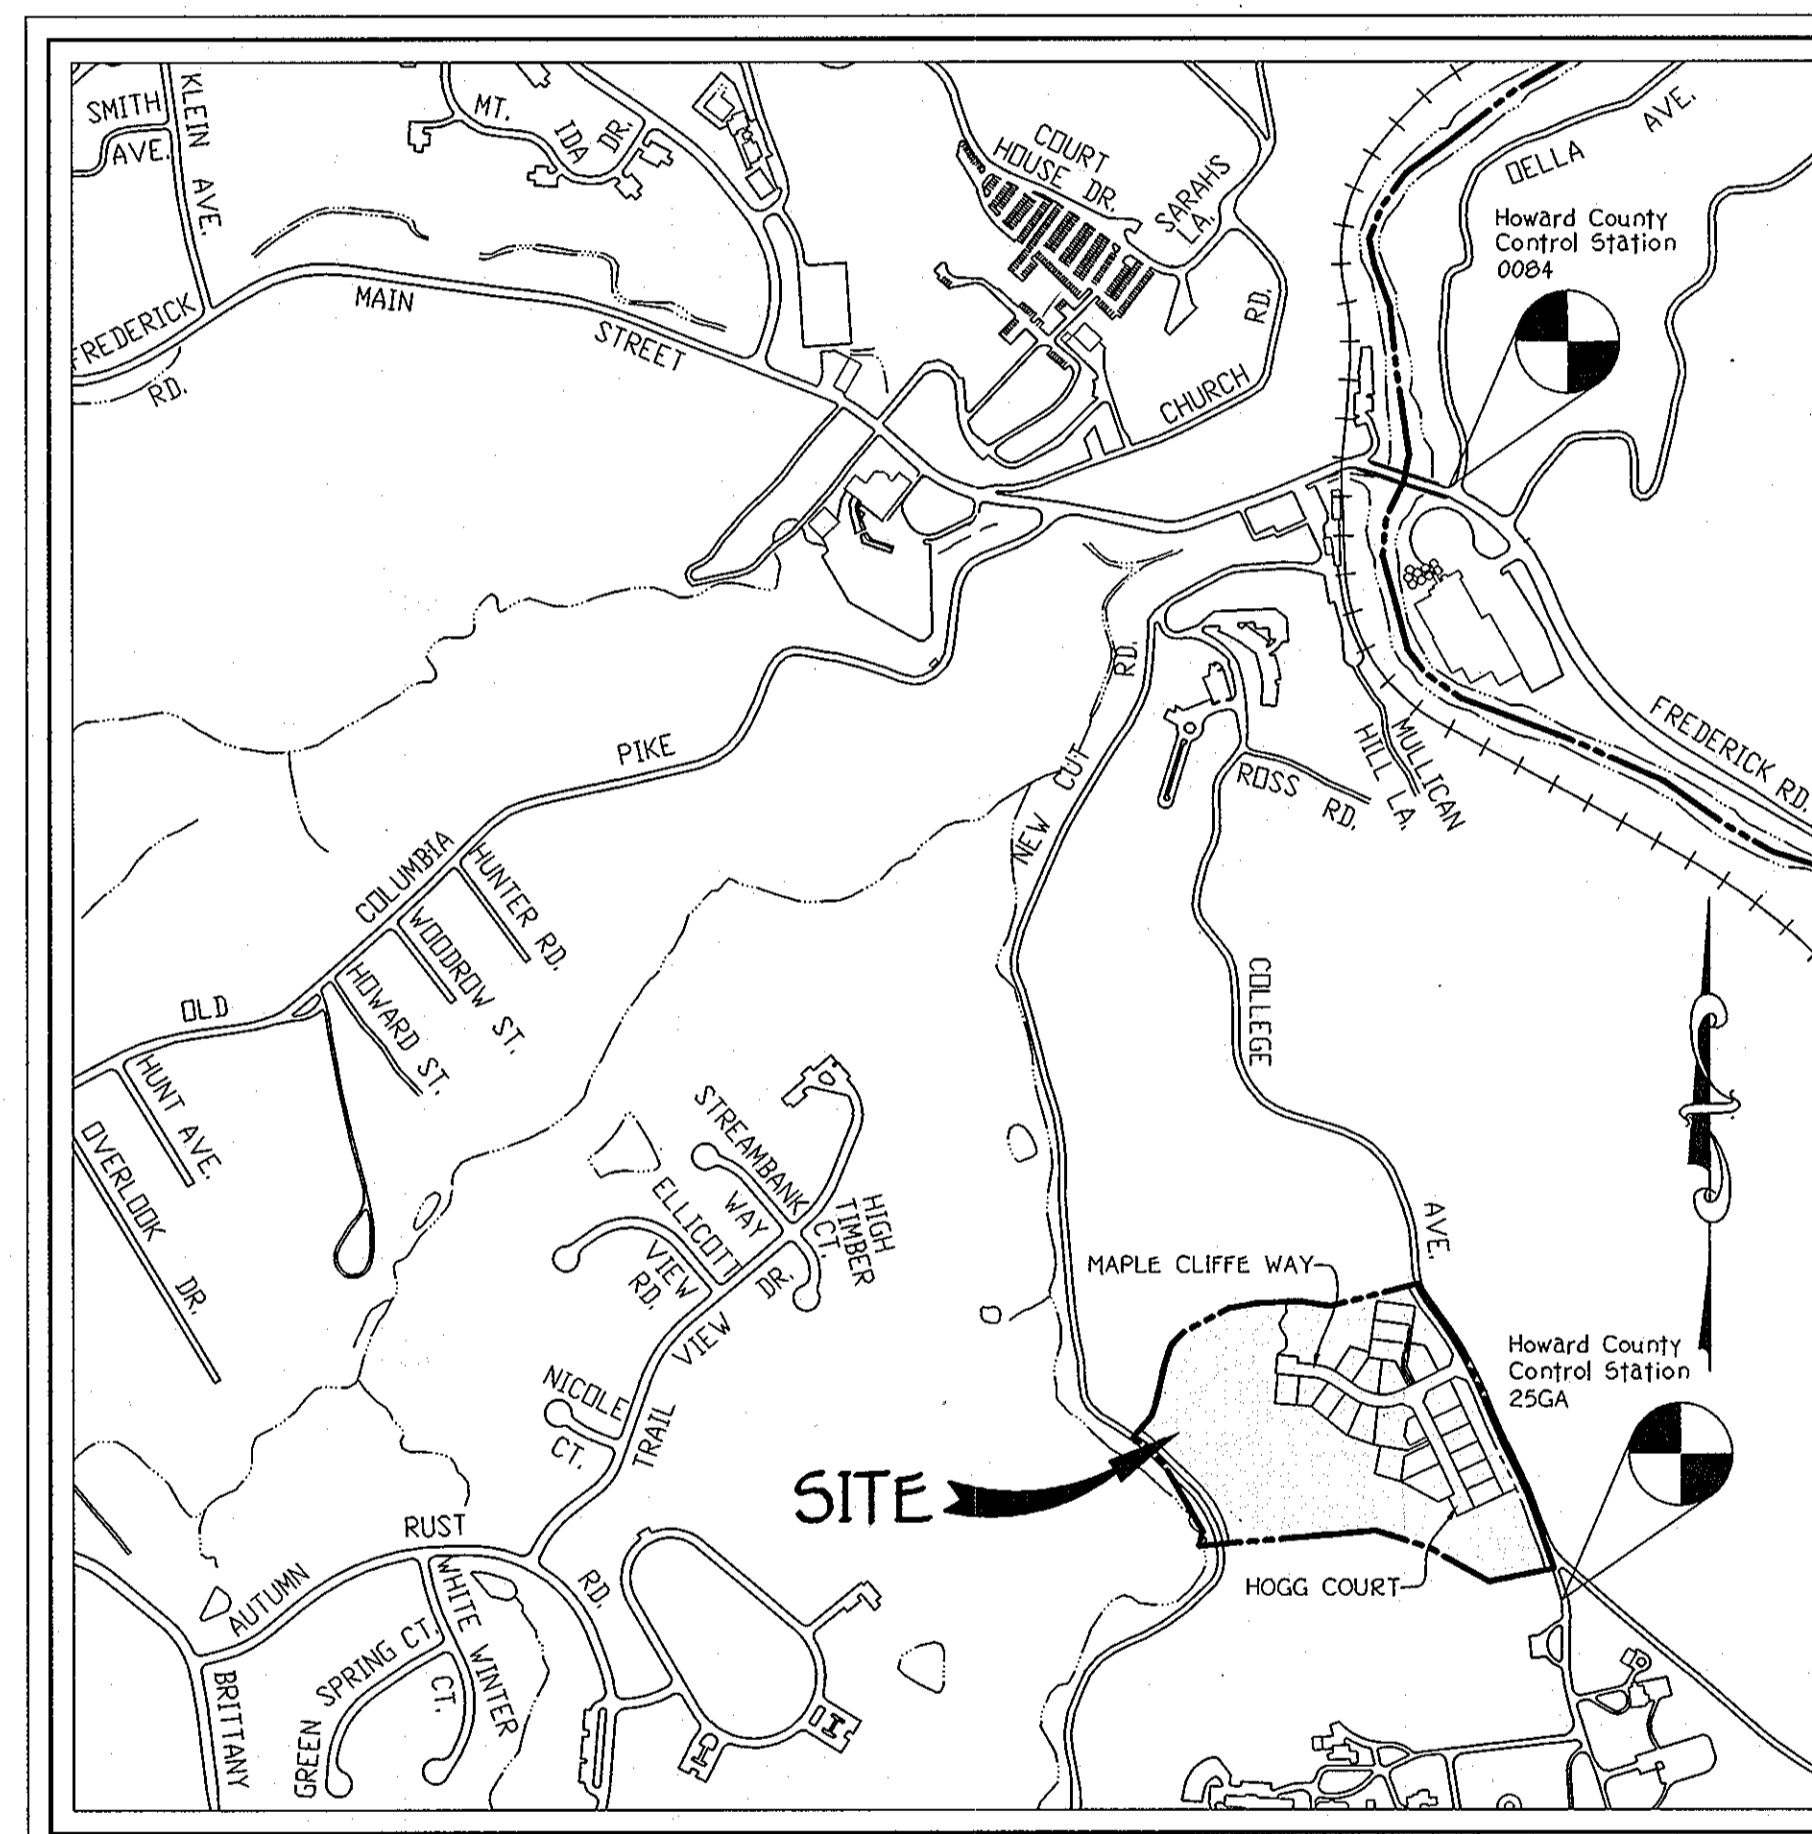 SMITH
AVE.
KLEIN AVE.
MT.
IDA
DR.
COURT
HOUSE DR.
SARAHS
LA.
OELLA
AVE.
Howard County
Control Station
0084
FREDERICK
RD.
MAIN
STREET
CHURCH
RD.
FREDERICK RD.
MULLICAN
HILL LA.
ROSS RD.
NEW CUT RD.
PIKE
COLUMBIA
OLD
HUNTER RD.
WOODROW ST.
HOWARD ST.
HUNT AVE.
OVERLOOK DR.
COLLEGE
AVE.
STREAMBANK
WAY
ELLICOTT
VIEW
RD.
DR.
HIGH
TIMBER
CT.
VIEW
TRAIL
NICOLE
CT.
MAPLE CLIFFE WAY
Howard County
Control Station
25GA
SITE
HOGG COURT
RUST
AUTUMN
RD.
WHITE WINTER
CT.
SPRING CT.
GREEN
BRITTANY